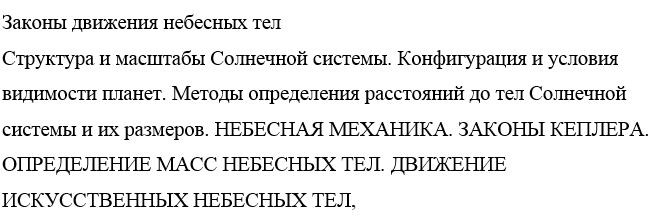 Законы движения небесных тел
Структура и масштабы Солнечной системы. Конфигурация и условия
видимости планет. Методы определения расстояний до тел Солнечной
системы и их размеров. НЕБЕСНАЯ МЕХАНИКА. ЗАКОНЫ КЕПЛЕРА.
ОПРЕДЕЛЕНИЕ МАСС НЕБЕСНЫХ ТЕЛ. ДВИЖЕНИЕ
ИСКУССТВЕННЫХ НЕБЕСНЫХ ТЕЛ,